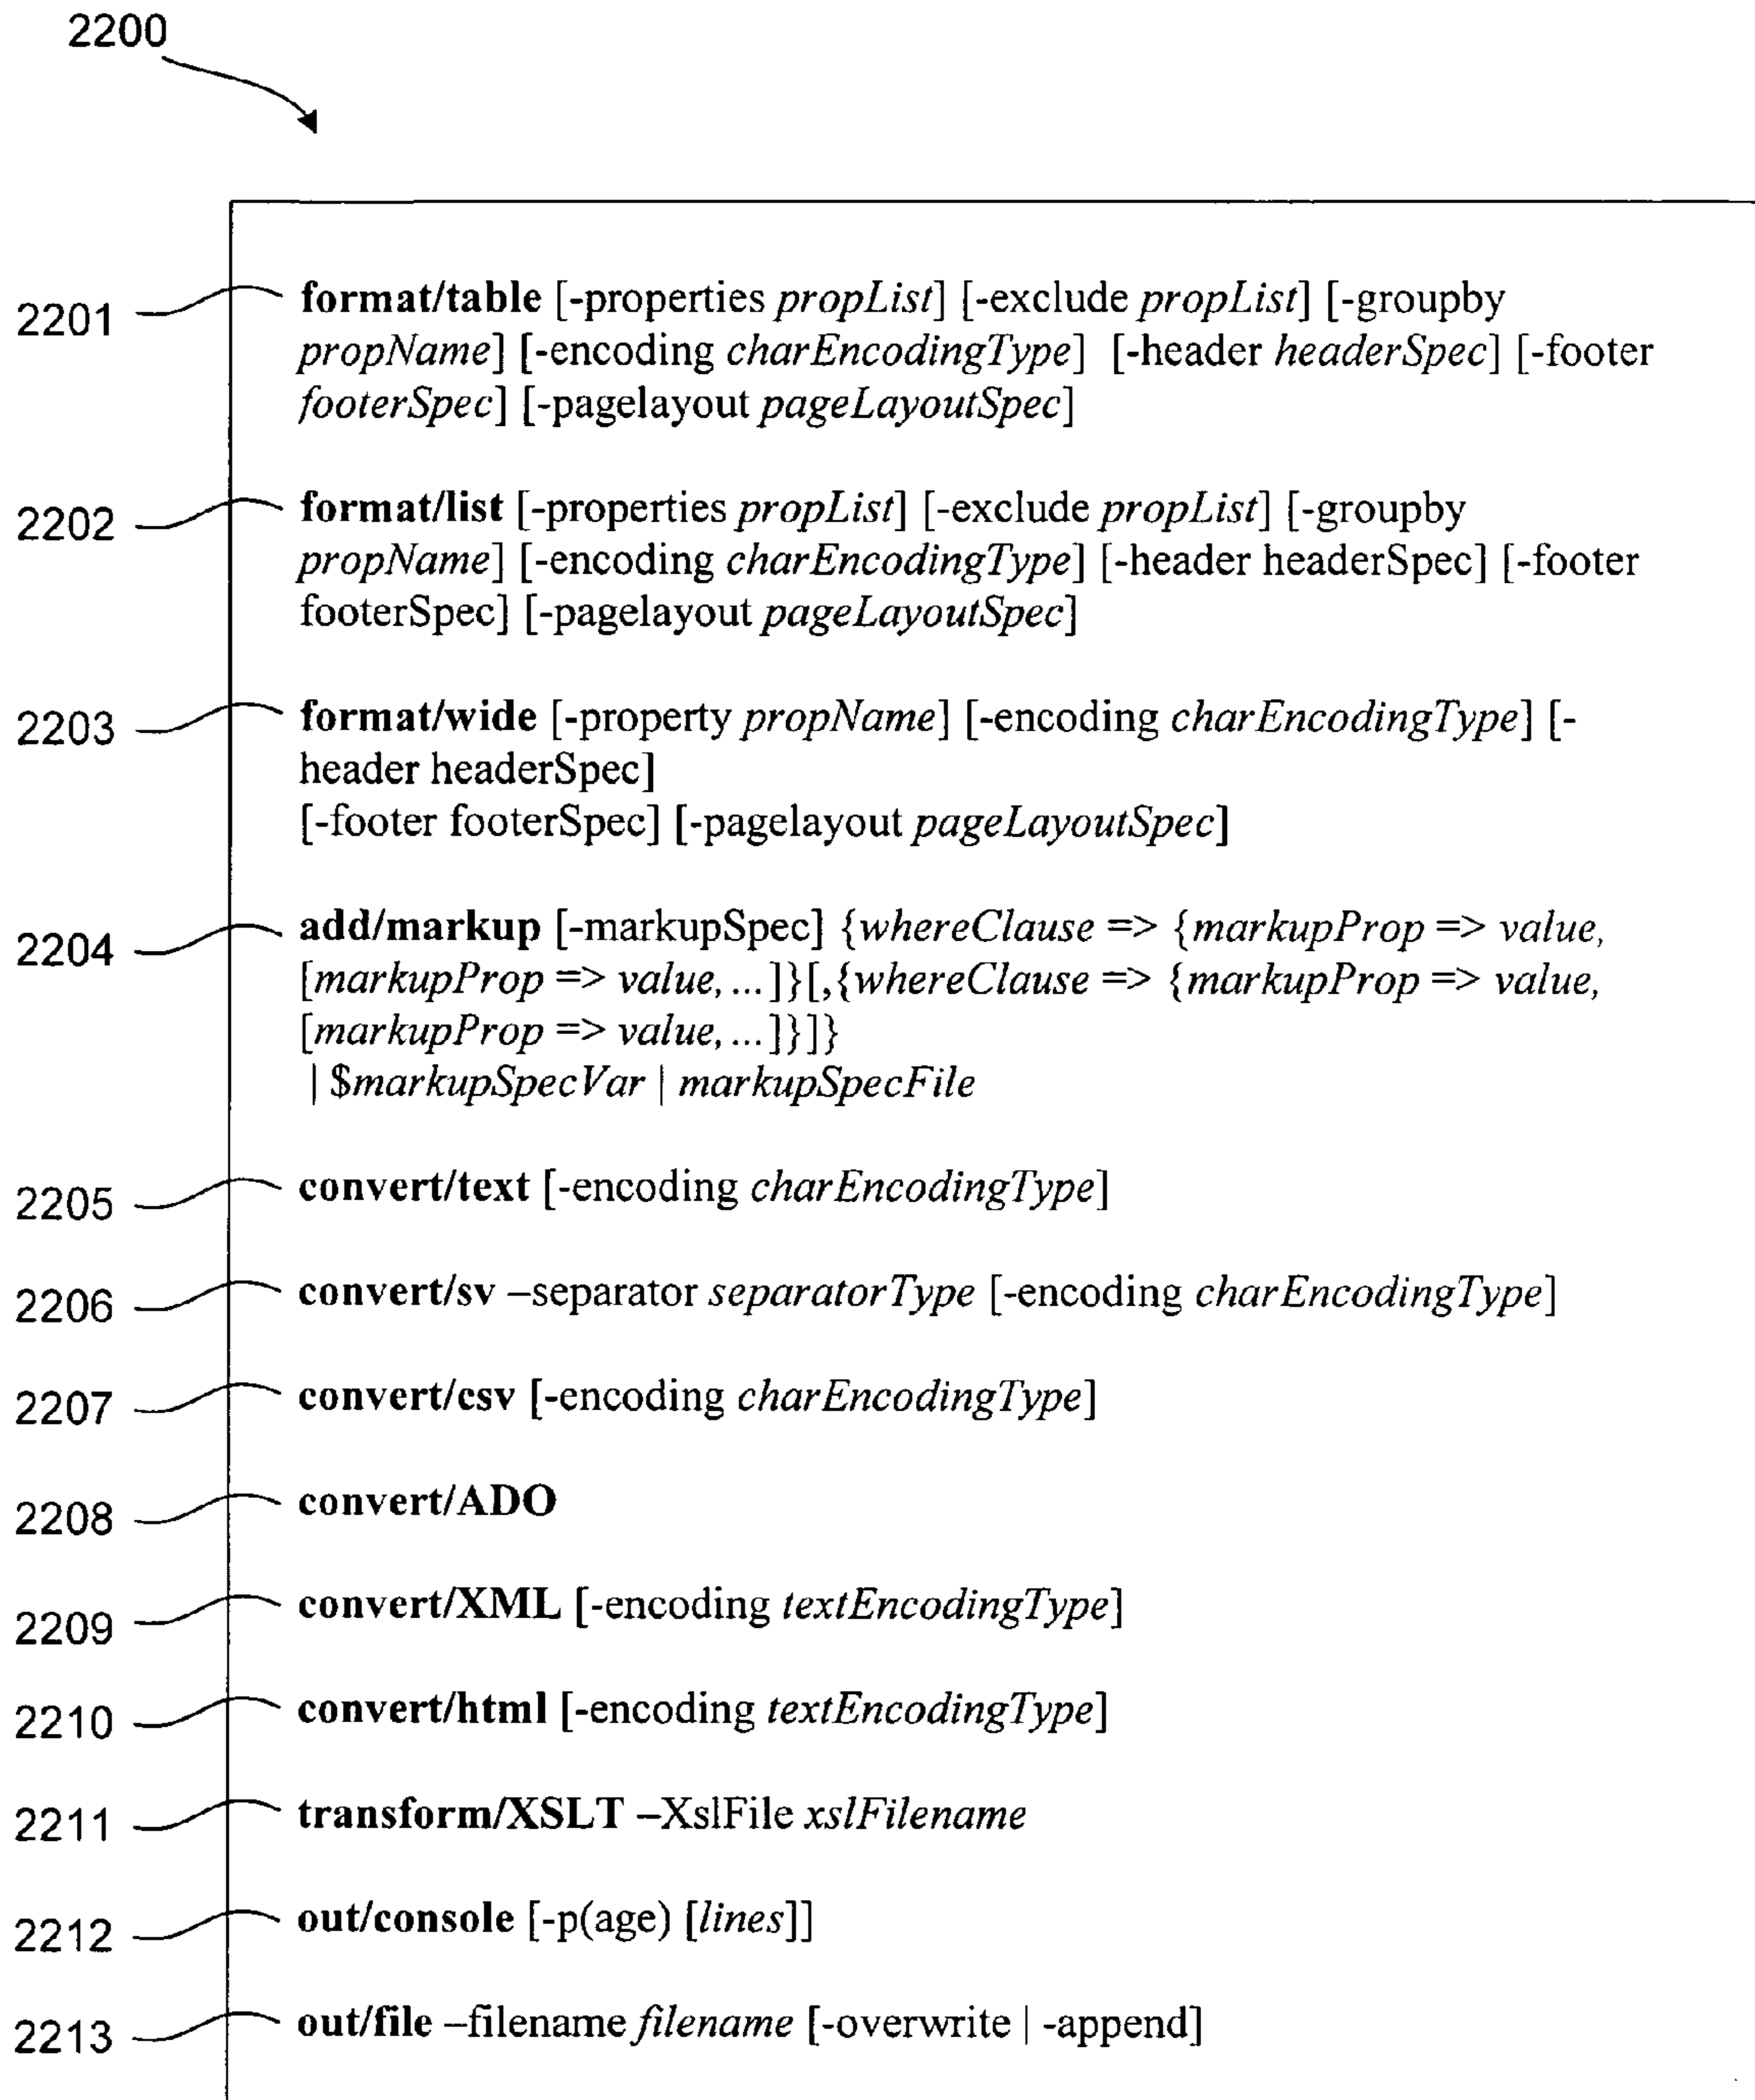 2200
2201 format/table [-properties propList] [-exclude propList] [-groupby
propName] [-encoding charEncodingType] [-header headerSpec] [-footer
footerSpec] [-pagelayout pageLayoutSpec]
2202 format/list [-properties propList] [-exclude propList] [-groupby
propName] [-encoding charEncodingType] [-header headerSpec] [-footer
footerSpec] [-pagelayout pageLayoutSpec]
2203 format/wide [-property propName] [-encoding charEncodingType] [-
header headerSpec]
[-footer footerSpec] [-pagelayout pageLayoutSpec]
2204 add/markup [-markupSpec] {whereClause => {markupProp => value,
[markupProp => value, ...]}[,{whereClause => {markupProp => value,
[markupProp => value, ...]}]}
| $markupSpecVar | markupSpecFile
2205 convert/text [-encoding charEncodingType]
2206 convert/sv –separator separatorType [-encoding charEncodingType]
2207 convert/csv [-encoding charEncodingType]
2208 convert/ADO
2209 convert/XML [-encoding textEncodingType]
2210 convert/html [-encoding textEncodingType]
2211 transform/XSLT –XslFile xslFilename
2212 out/console [-p(age) [lines]]
2213 out/file –filename filename [-overwrite | -append]